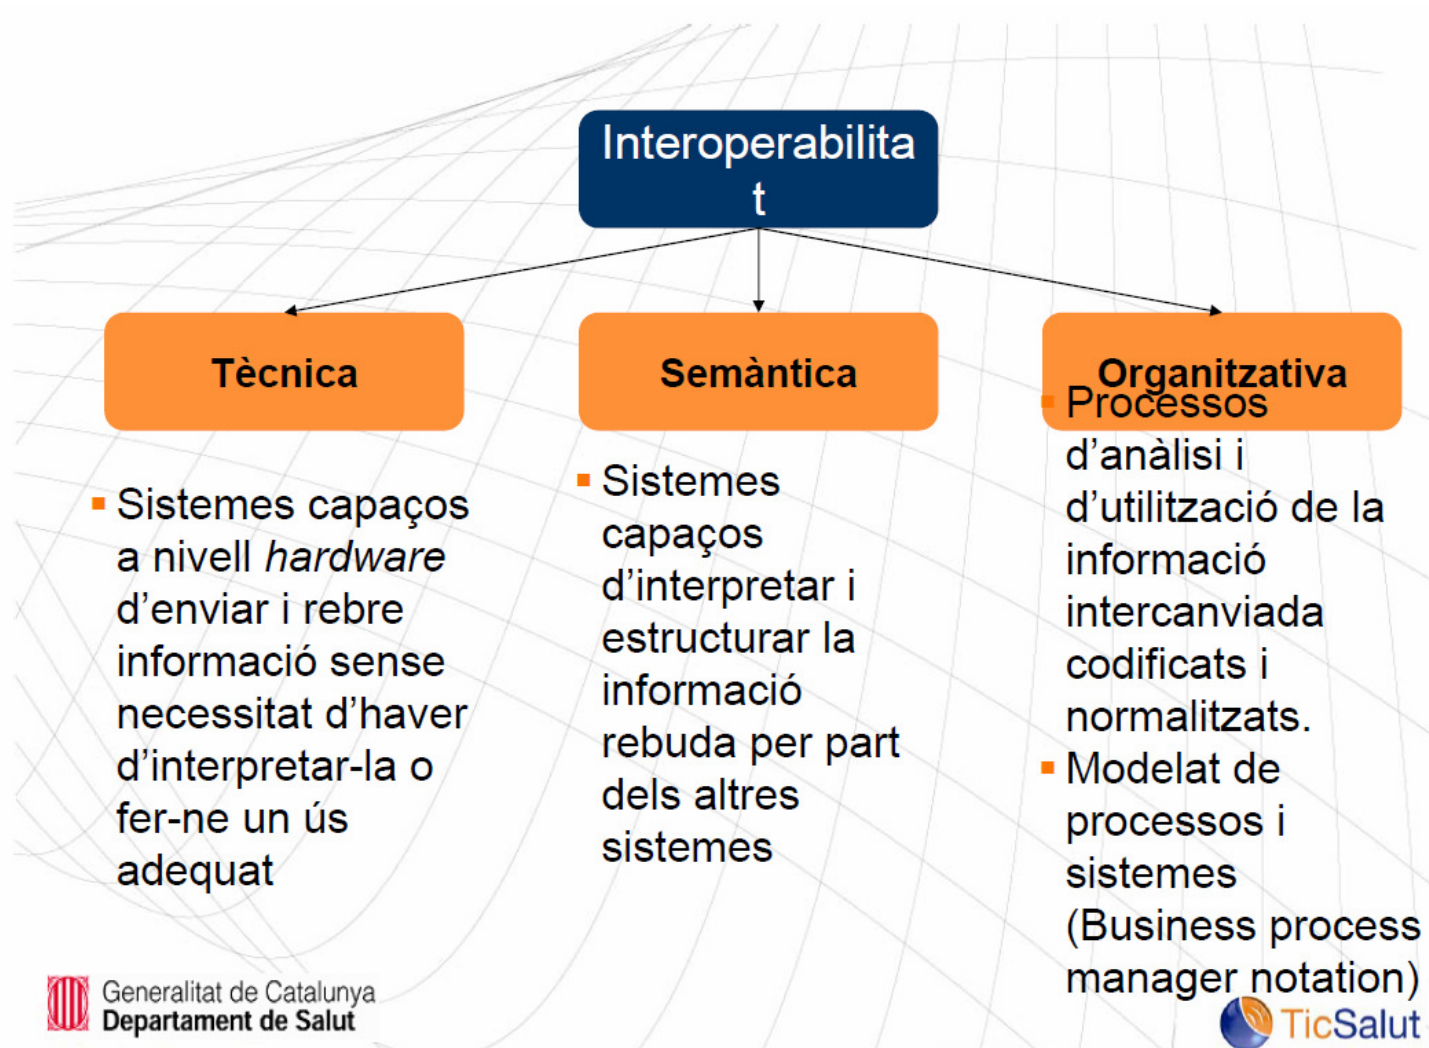 Interoperabilita
t
Tècnica
Semàntica
Organitzativa
▪ Sistemes capaços
a nivell hardware
d'enviar i rebre
informació sense
necessitat d'haver
d'interpretar-la o
fer-ne un ús
adequat
▪ Sistemes
capaços
d'interpretar i
estructurar la
informació
rebuda per part
dels altres
sistemes
▪ Processos
d'anàlisi i
d'utilització de la
informació
intercanviada
codificats i
normalitzats.
▪ Modelat de
processos i
sistemes
(Business process
manager notation)
Generalitat de Catalunya
Departament de Salut
TicSalut